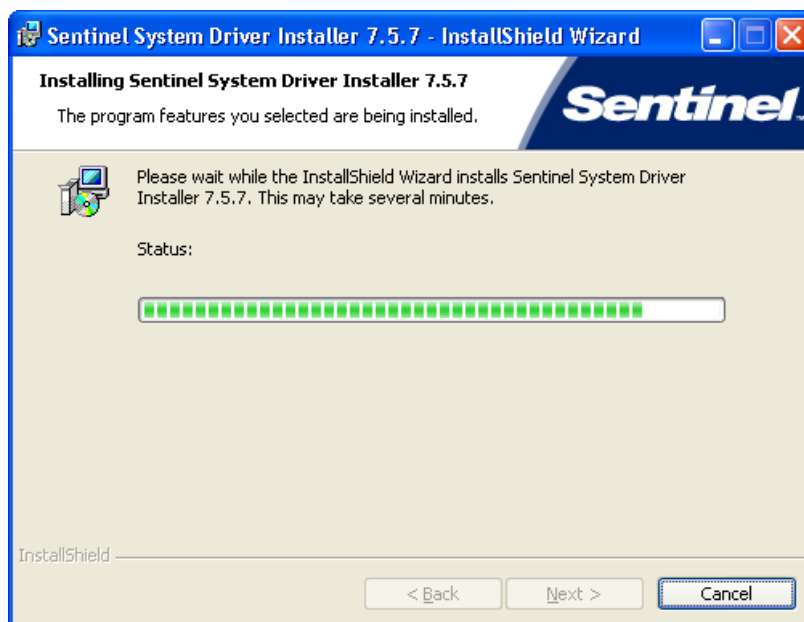 Sentinel System Driver Installer 7.5.7 - InstallShield Wizard
Installing Sentinel System Driver Installer 7.5.7
The program features you selected are being installed.
Sentinel
Please wait while the InstallShield Wizard installs Sentinel System Driver
Installer 7.5.7. This may take several minutes.
Status:
InstallShield
< Back
Next >
Cancel